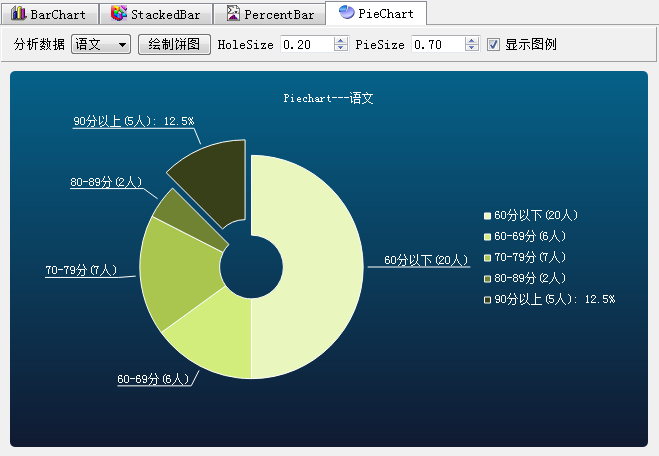 BarChart StackedBar PercentBar PieChart
分析数据 语文 绘制饼图 HoleSize 0.20 PieSize 0.70 显示图例
Piechart---语文
90分以上(5人): 12.5%
80-89分(2人)
70-79分(7人)
60-69分(6人)
60分以下(20人)
60分以下(20人)
60-69分(6人)
70-79分(7人)
80-89分(2人)
90分以上(5人): 12.5%